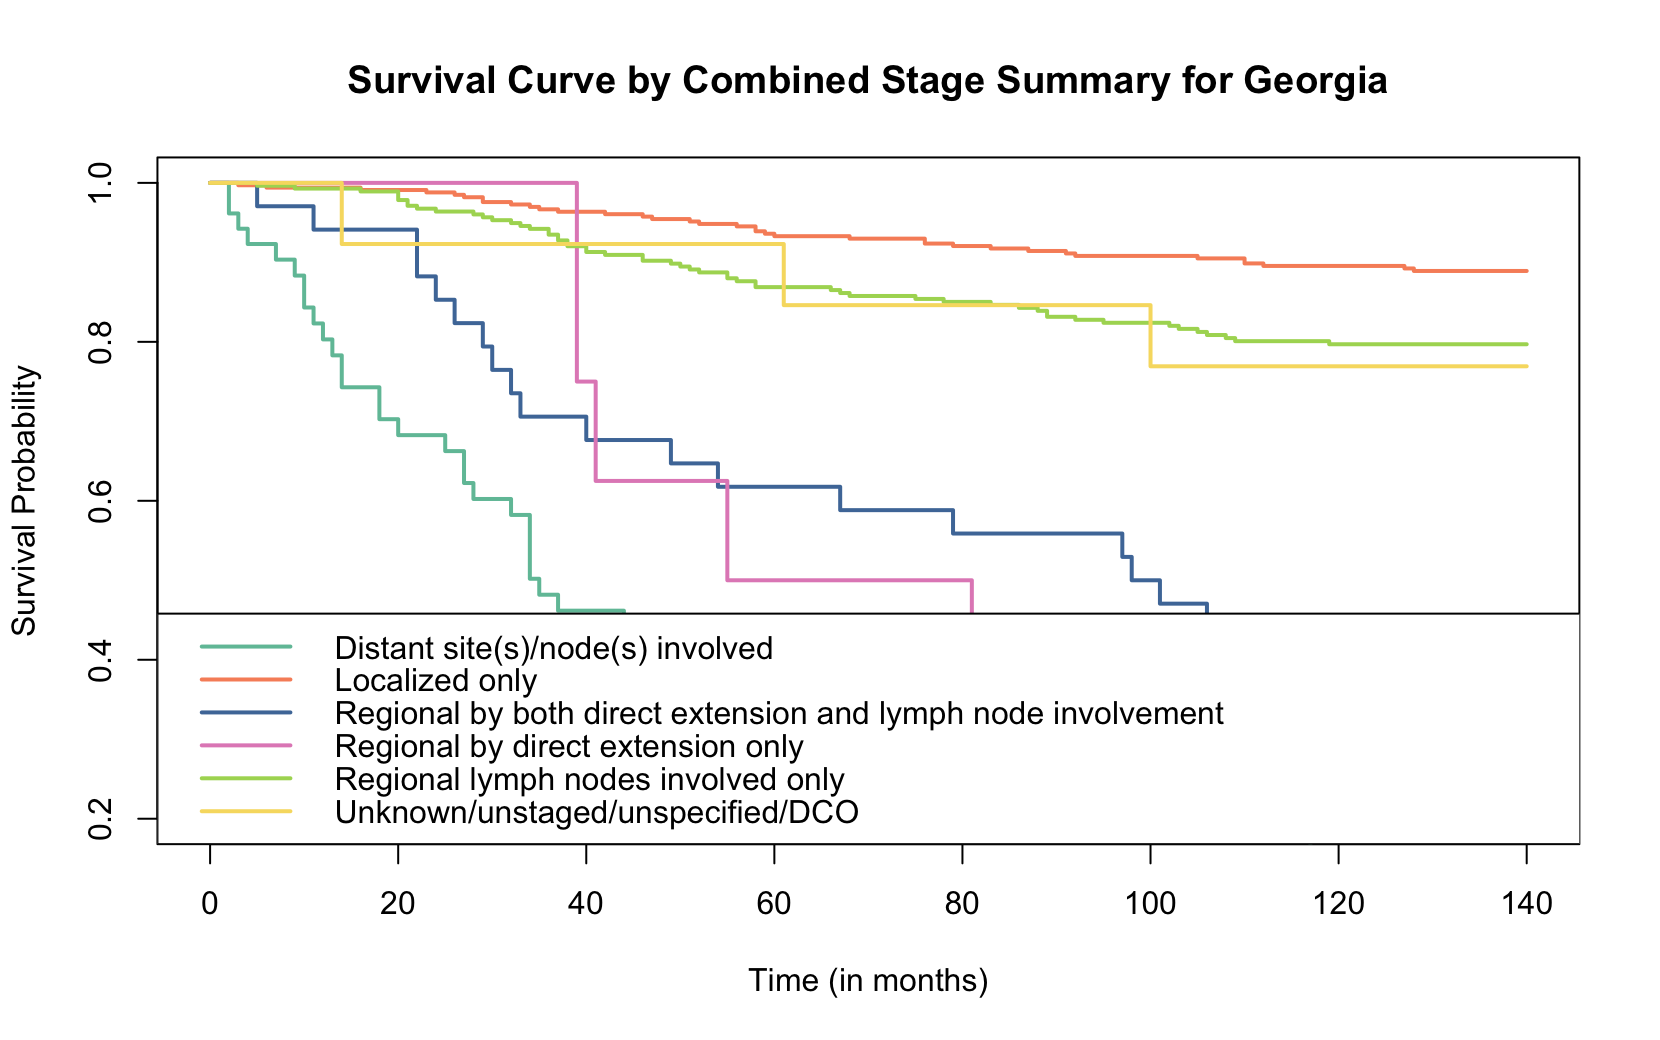 Survival Curve by Combined Stage Summary for Georgia
Survival Probability
1.0
0.8
0.6
0.4
0.2
Distant site(s)/node(s) involved
Localized only
Regional by both direct extension and lymph node involvement
Regional by direct extension only
Regional lymph nodes involved only
Unknown/unstaged/unspecified/DCO
0 20 40 60 80 100 120 140
Time (in months)